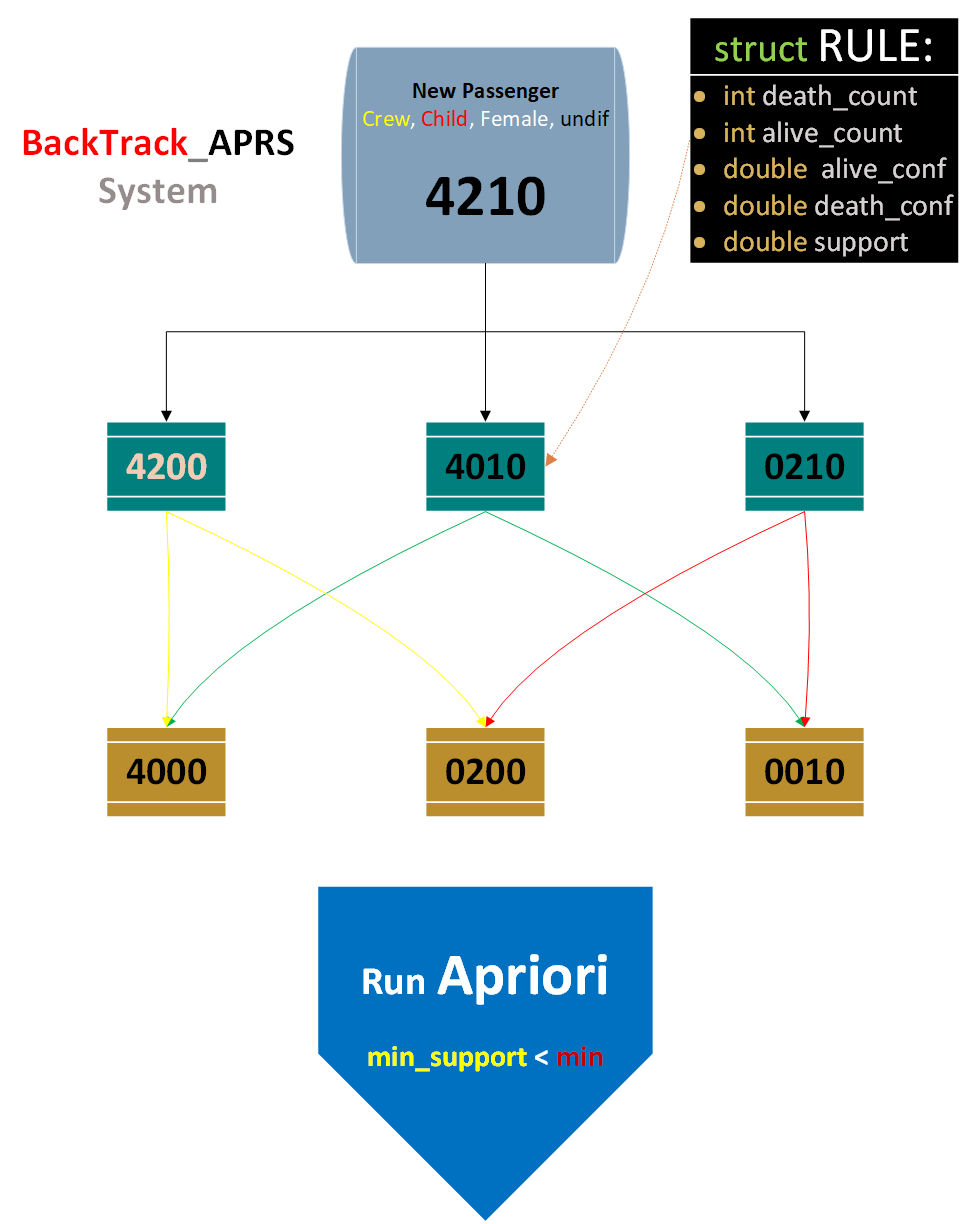 BackTrack_APRS
System
New Passenger
Crew, Child, Female, undif
4210
struct RULE:
• int death_count
• int alive_count
• double alive_conf
• double death_conf
• double support
4200
4010
0210
4000
0200
0010
Run Apriori
min_support < min